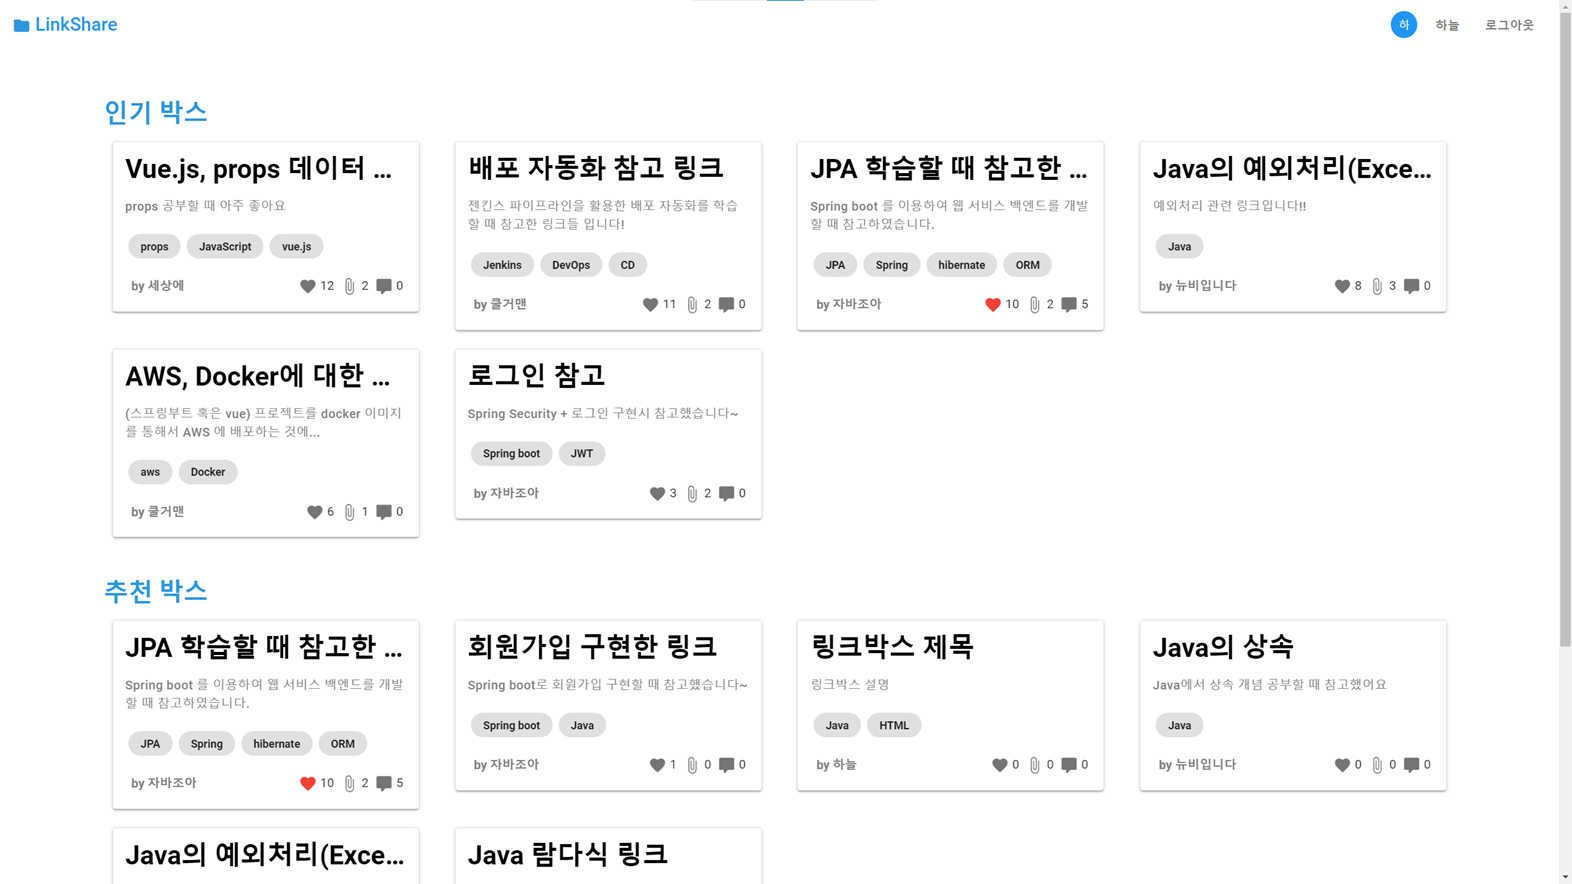 LinkShare
하
하늘
로그아웃
인기 박스
Vue.js, props 데이터 ...
props 공부할 때 아주 좋아요
props
JavaScript
vue.js
by 세상에
12
2
0
배포 자동화 참고 링크
젠킨스 파이프라인을 활용한 배포 자동화를 학습
할 때 참고한 링크들 입니다!
Jenkins
DevOps
CD
by 쿨거맨
11
2
0
JPA 학습할 때 참고한 ...
Spring boot 를 이용하여 웹 서비스 백엔드를 개발
할 때 참고하였습니다.
JPA
Spring
hibernate
ORM
by 자바조아
10
2
5
Java의 예외처리(Exce...
예외처리 관련 링크입니다!!
Java
by 뉴비입니다
8
3
0
AWS, Docker에 대한 ...
(스프링부트 혹은 vue) 프로젝트를 docker 이미지
를 통해서 AWS 에 배포하는 것에...
aws
Docker
by 쿨거맨
6
1
0
로그인 참고
Spring Security + 로그인 구현시 참고했습니다~
Spring boot
JWT
by 자바조아
3
2
0
추천 박스
JPA 학습할 때 참고한 ...
Spring boot 를 이용하여 웹 서비스 백엔드를 개발
할 때 참고하였습니다.
JPA
Spring
hibernate
ORM
by 자바조아
10
2
5
회원가입 구현한 링크
Spring boot로 회원가입 구현할 때 참고했습니다~
Spring boot
Java
by 자바조아
1
0
0
링크박스 제목
링크박스 설명
Java
HTML
by 하늘
0
0
0
Java의 상속
Java에서 상속 개념 공부할 때 참고했어요
Java
by 뉴비입니다
0
0
0
Java의 예외처리(Exce...
Java 람다식 링크